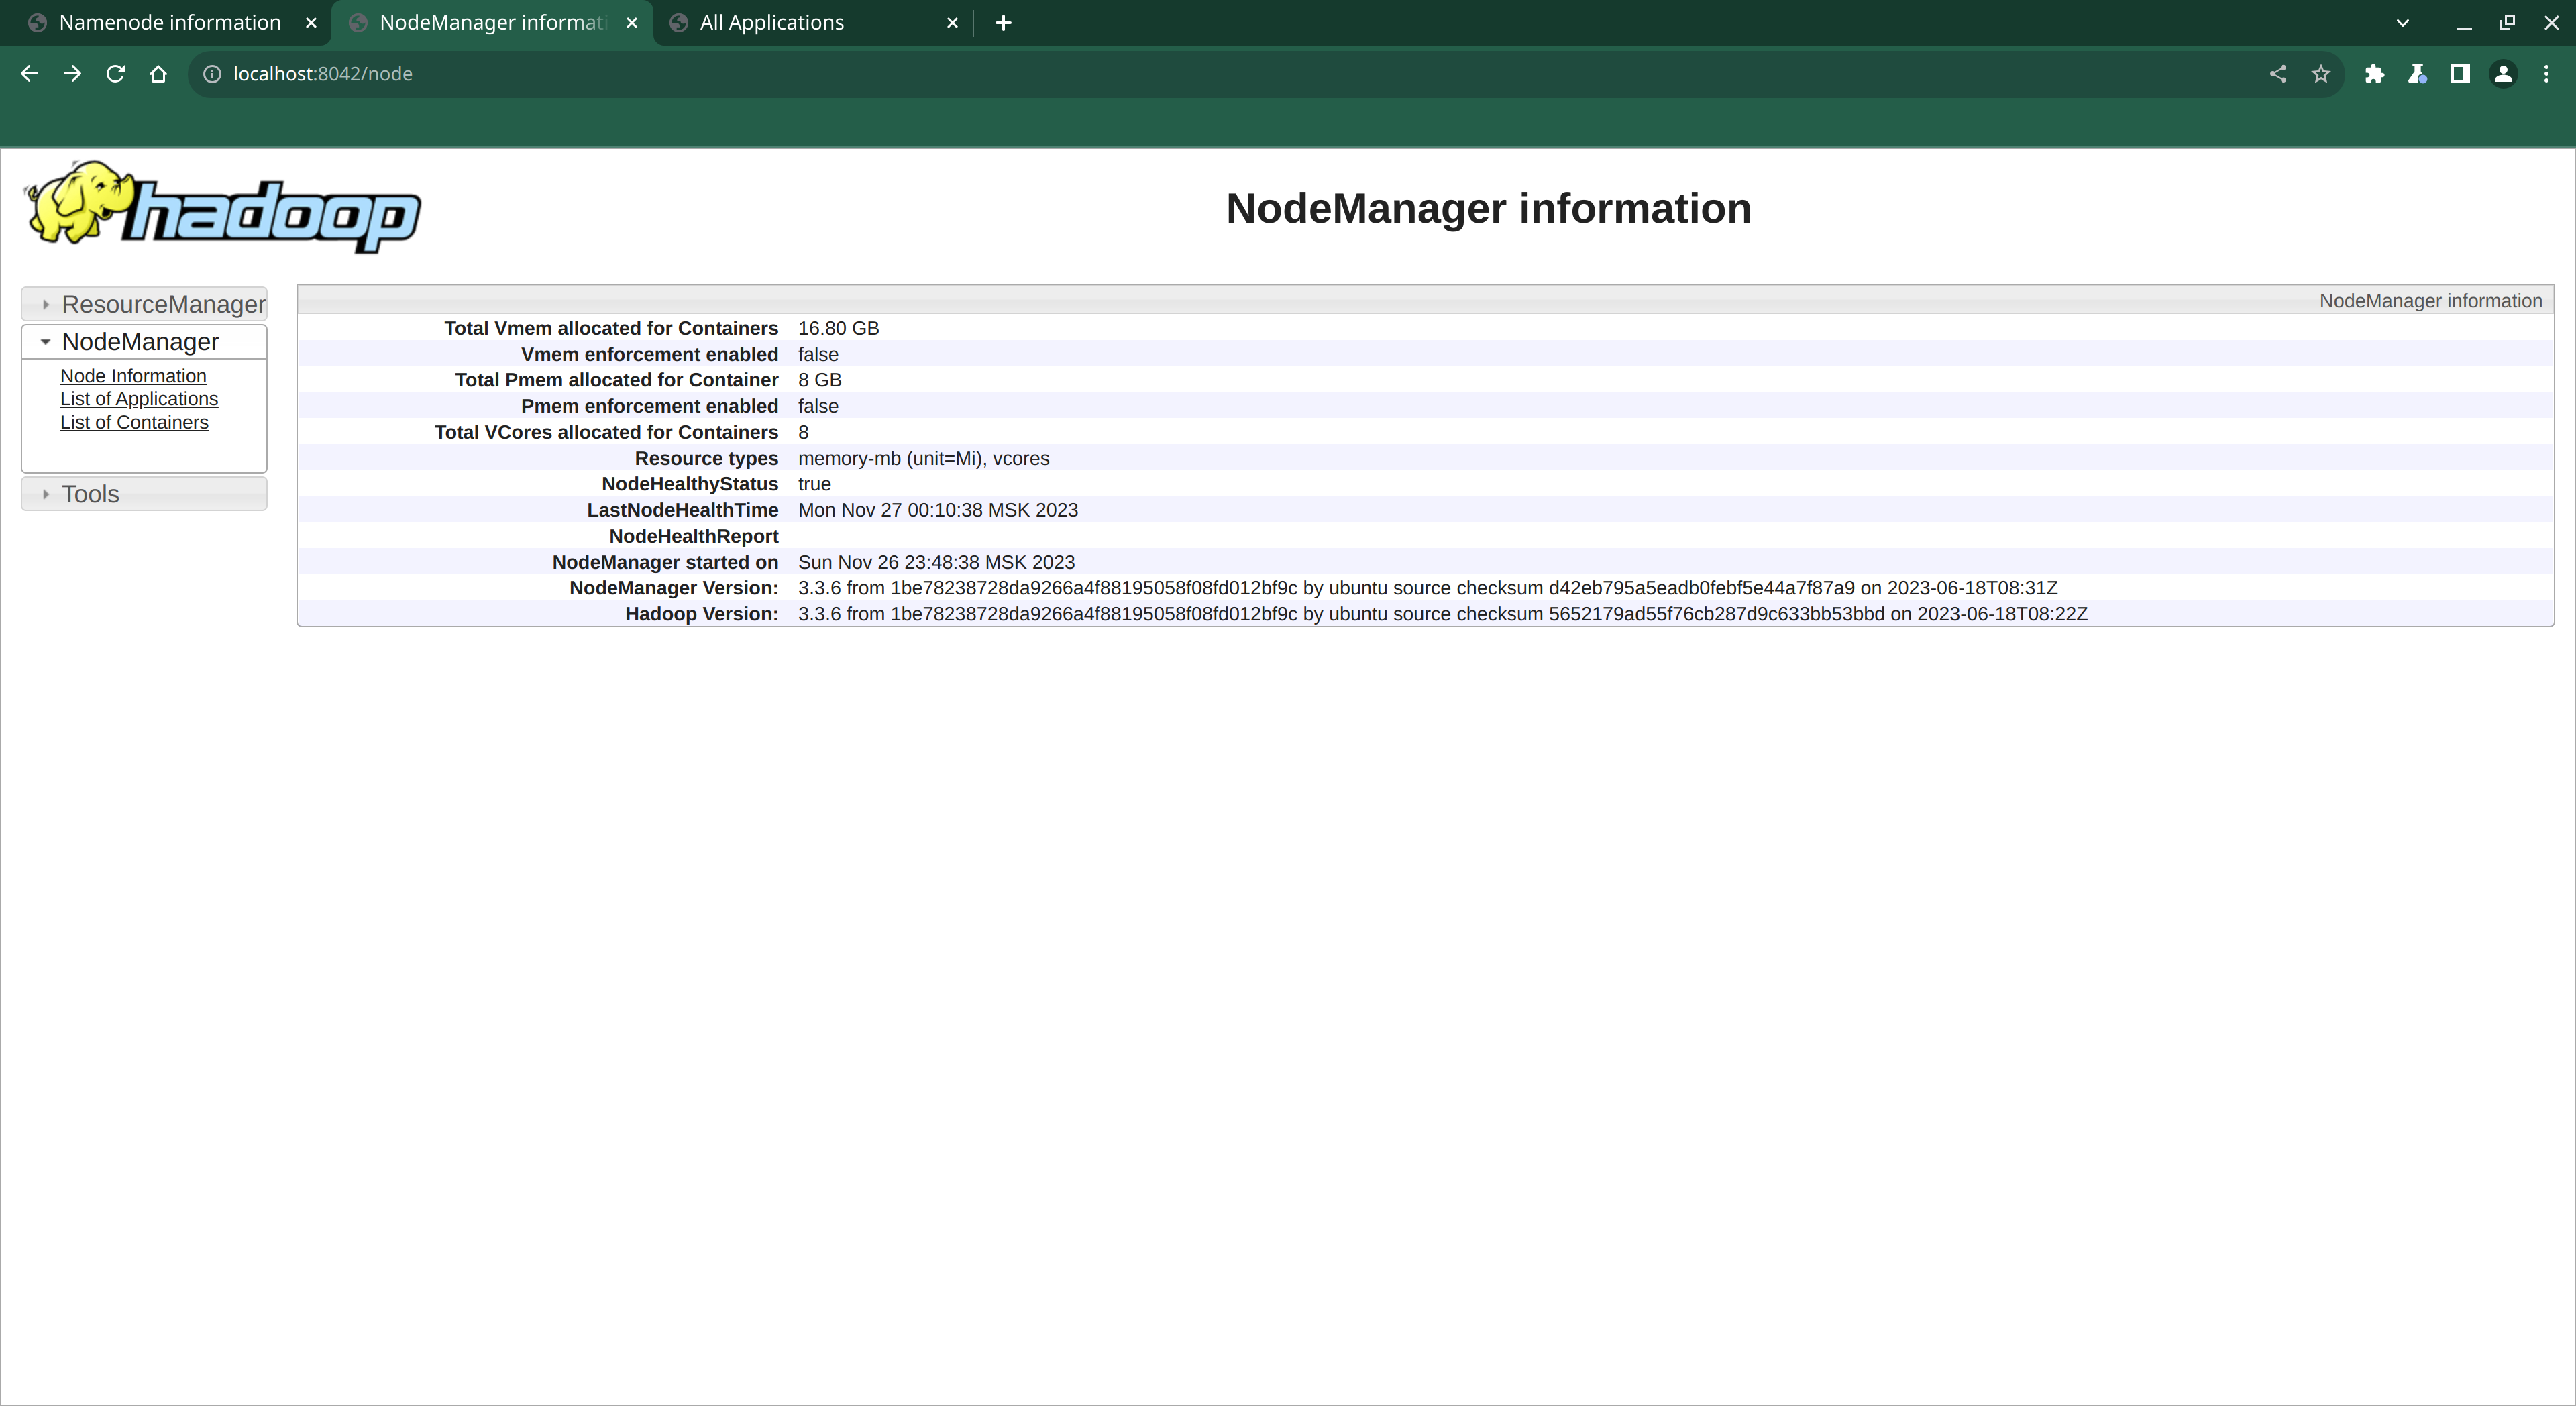 Namenode information
NodeManager informati
All Applications
localhost:8042/node
hadoop
NodeManager information
ResourceManager
NodeManager
Node Information
List of Applications
List of Containers
Tools
NodeManager information
Total Vmem allocated for Containers 16.80 GB
Vmem enforcement enabled false
Total Pmem allocated for Container 8 GB
Pmem enforcement enabled false
Total VCores allocated for Containers 8
Resource types memory-mb (unit=Mi), vcores
NodeHealthyStatus true
LastNodeHealthTime Mon Nov 27 00:10:38 MSK 2023
NodeHealthReport
NodeManager started on Sun Nov 26 23:48:38 MSK 2023
NodeManager Version: 3.3.6 from 1be78238728da9266a4f88195058f08fd012bf9c by ubuntu source checksum d42eb795a5eadb0febf5e44a7f87a9 on 2023-06-18T08:31Z
Hadoop Version: 3.3.6 from 1be78238728da9266a4f88195058f08fd012bf9c by ubuntu source checksum 5652179ad55f76cb287d9c633bb53bbd on 2023-06-18T08:22Z